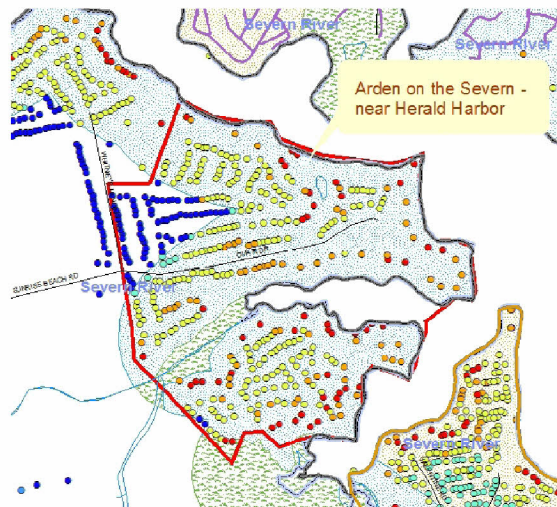 Severn River
Severn River
Arden on the Severn -
near Herald Harbor
SUNRISE BEACH RD
Severn River
Severn River